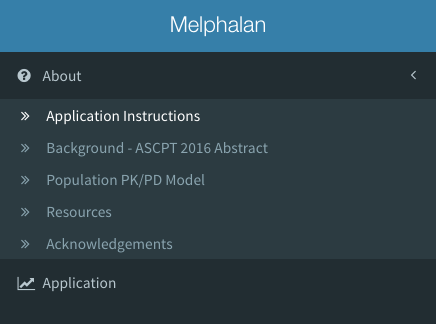 Melphalan
About
Application Instructions
Background - ASCPT 2016 Abstract
Population PK/PD Model
Resources
Acknowledgements
Application